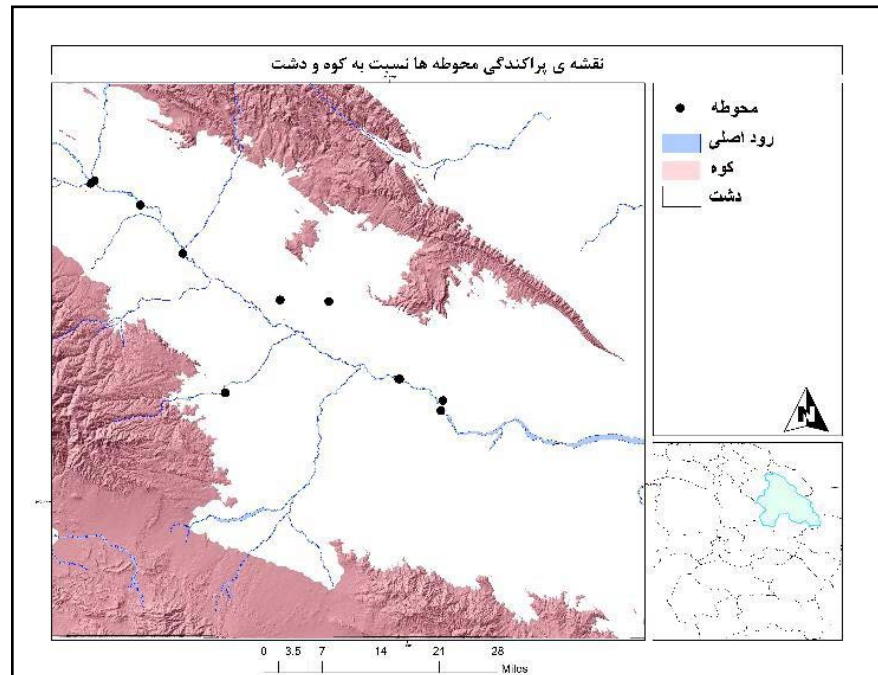 نقشه ی پراکندگی محوطه ها نسبت به کوه و دشت
محوطه
رود اصلی
کوه
دشت
N
0 3.5 7 14 21 28
Miles